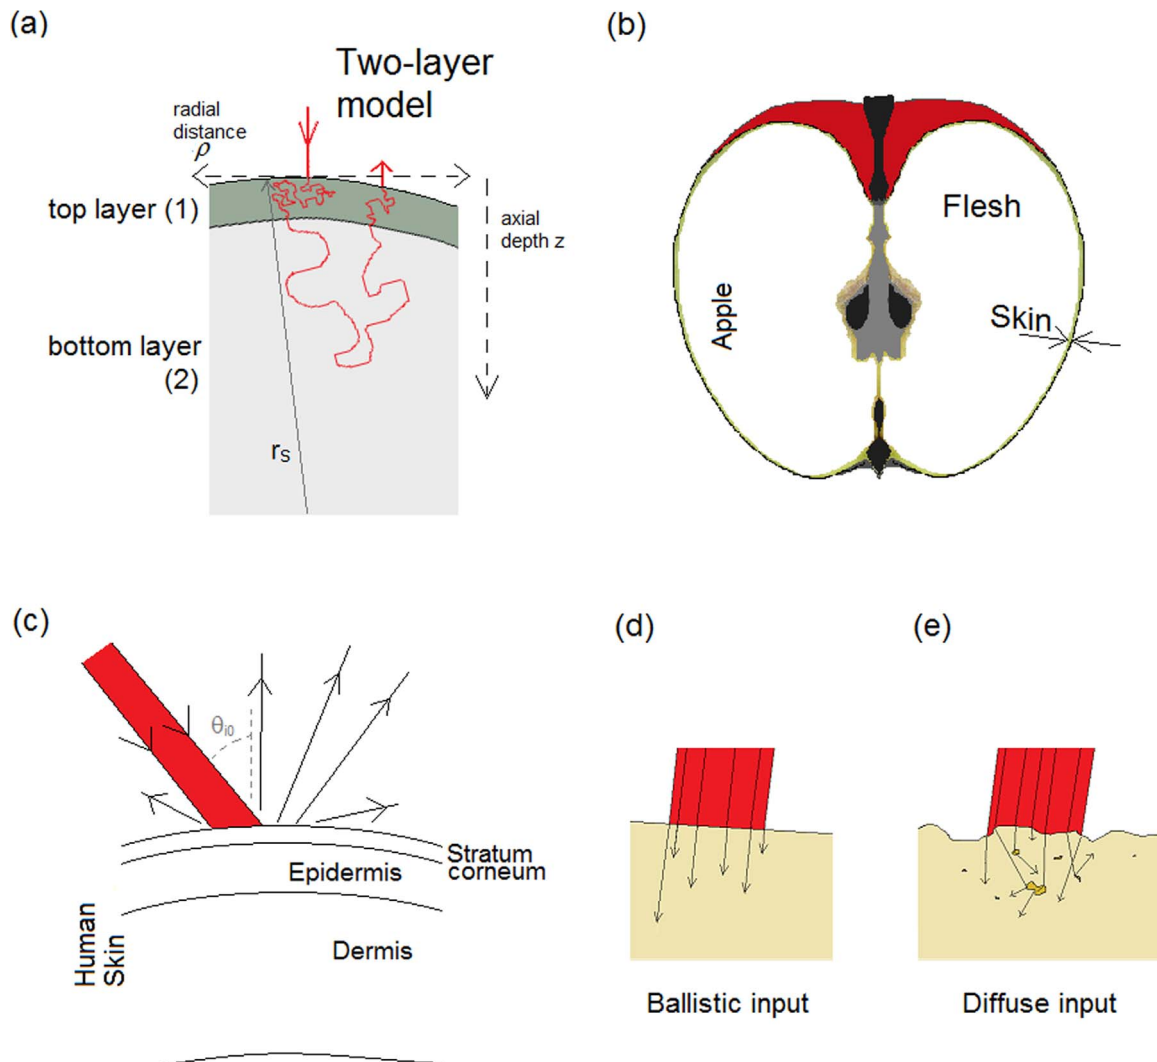 (a)
Two-layer
model
radial
distance
ρ
top layer (1)
axial
depth z
bottom layer
(2)
rS
(b)
Flesh
Apple
Skin
(c)
θi0
Stratum
corneum
Epidermis
Dermis
Human
Skin
(d)
Ballistic input
(e)
Diffuse input